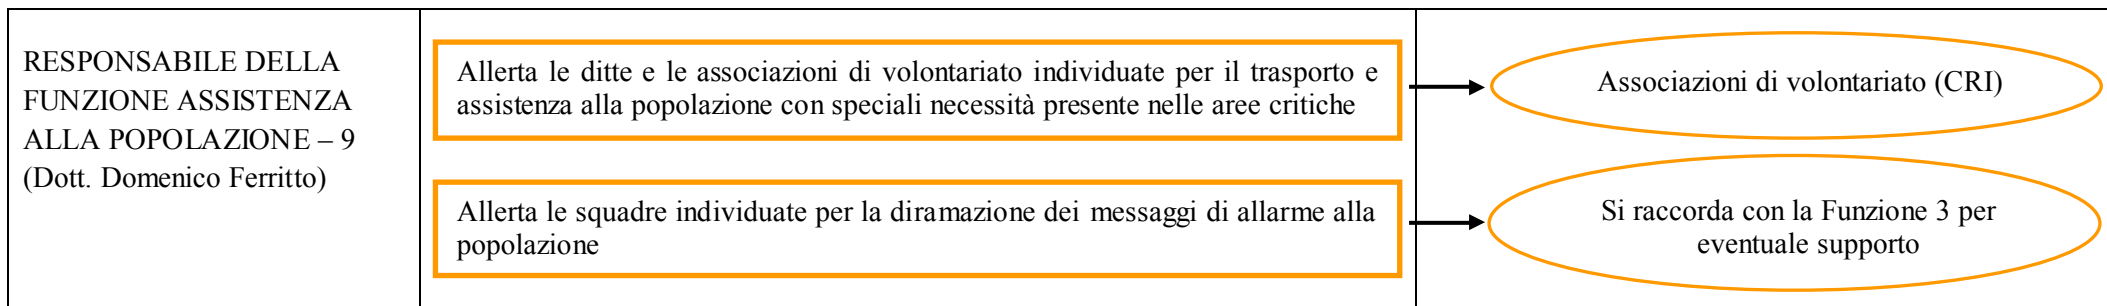 RESPONSABILE DELLA
FUNZIONE ASSISTENZA
ALLA POPOLAZIONE – 9
(Dott. Domenico Ferritto)
Allerta le ditte e le associazioni di volontariato individuate per il trasporto e
assistenza alla popolazione con speciali necessità presente nelle aree critiche
Associazioni di volontariato (CRI)
Allerta le squadre individuate per la diramazione dei messaggi di allarme alla
popolazione
Si raccorda con la Funzione 3 per
eventuale supporto